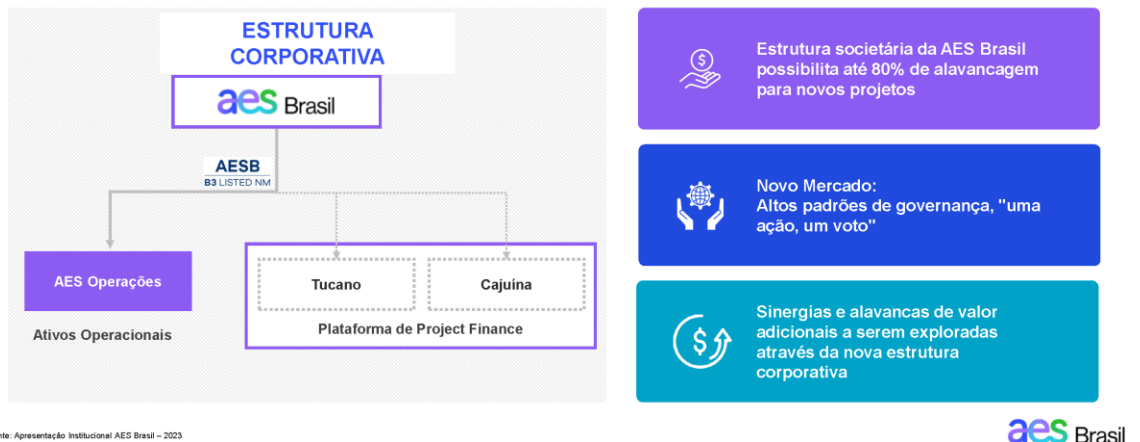 ESTRUTURA
CORPORATIVA
aes Brasil
AESB
B3 LISTED NM
AES Operações
Ativos Operacionais
Tucano
Cajuína
Plataforma de Project Finance
Estrutura societária da AES Brasil
possibilita até 80% de alavancagem
para novos projetos
Novo Mercado:
Altos padrões de governança, "uma
ação, um voto"
Sinergias e alavancas de valor
adicionais a serem exploradas
através da nova estrutura
corporativa
nte: Apresentação Institucional AES Brasil – 2023
aes Brasil